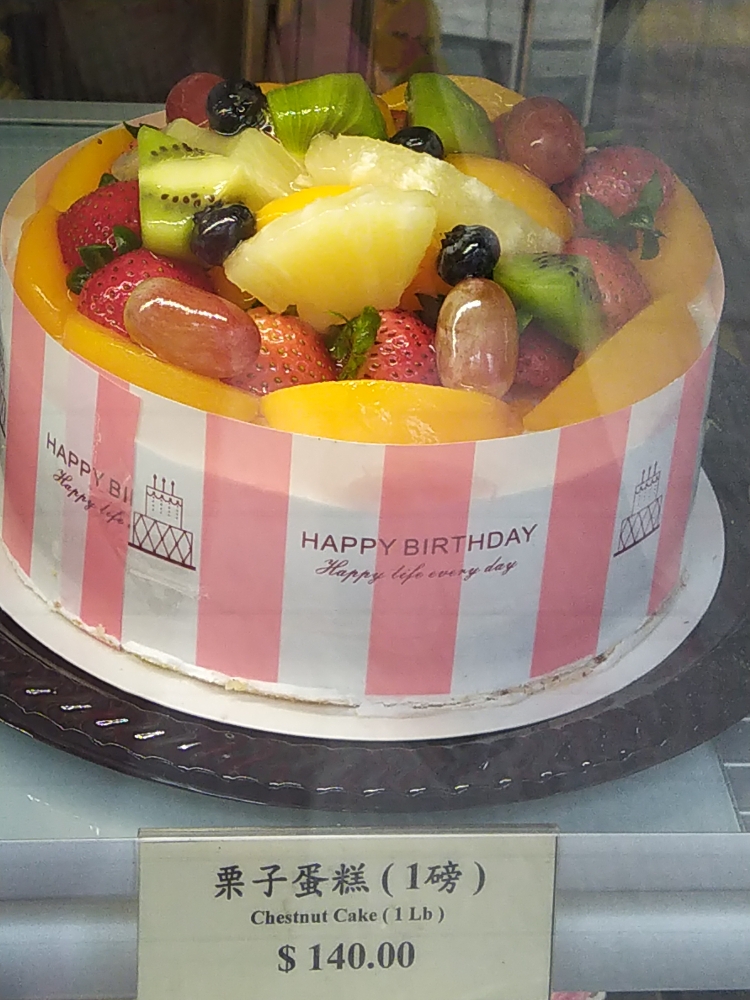 HAPPY BI
Happy life
HAPPY BIRTHDAY
Happy life every day
栗子蛋糕 ( 1磅 )
Chestnut Cake ( 1 Lb )
$ 140.00